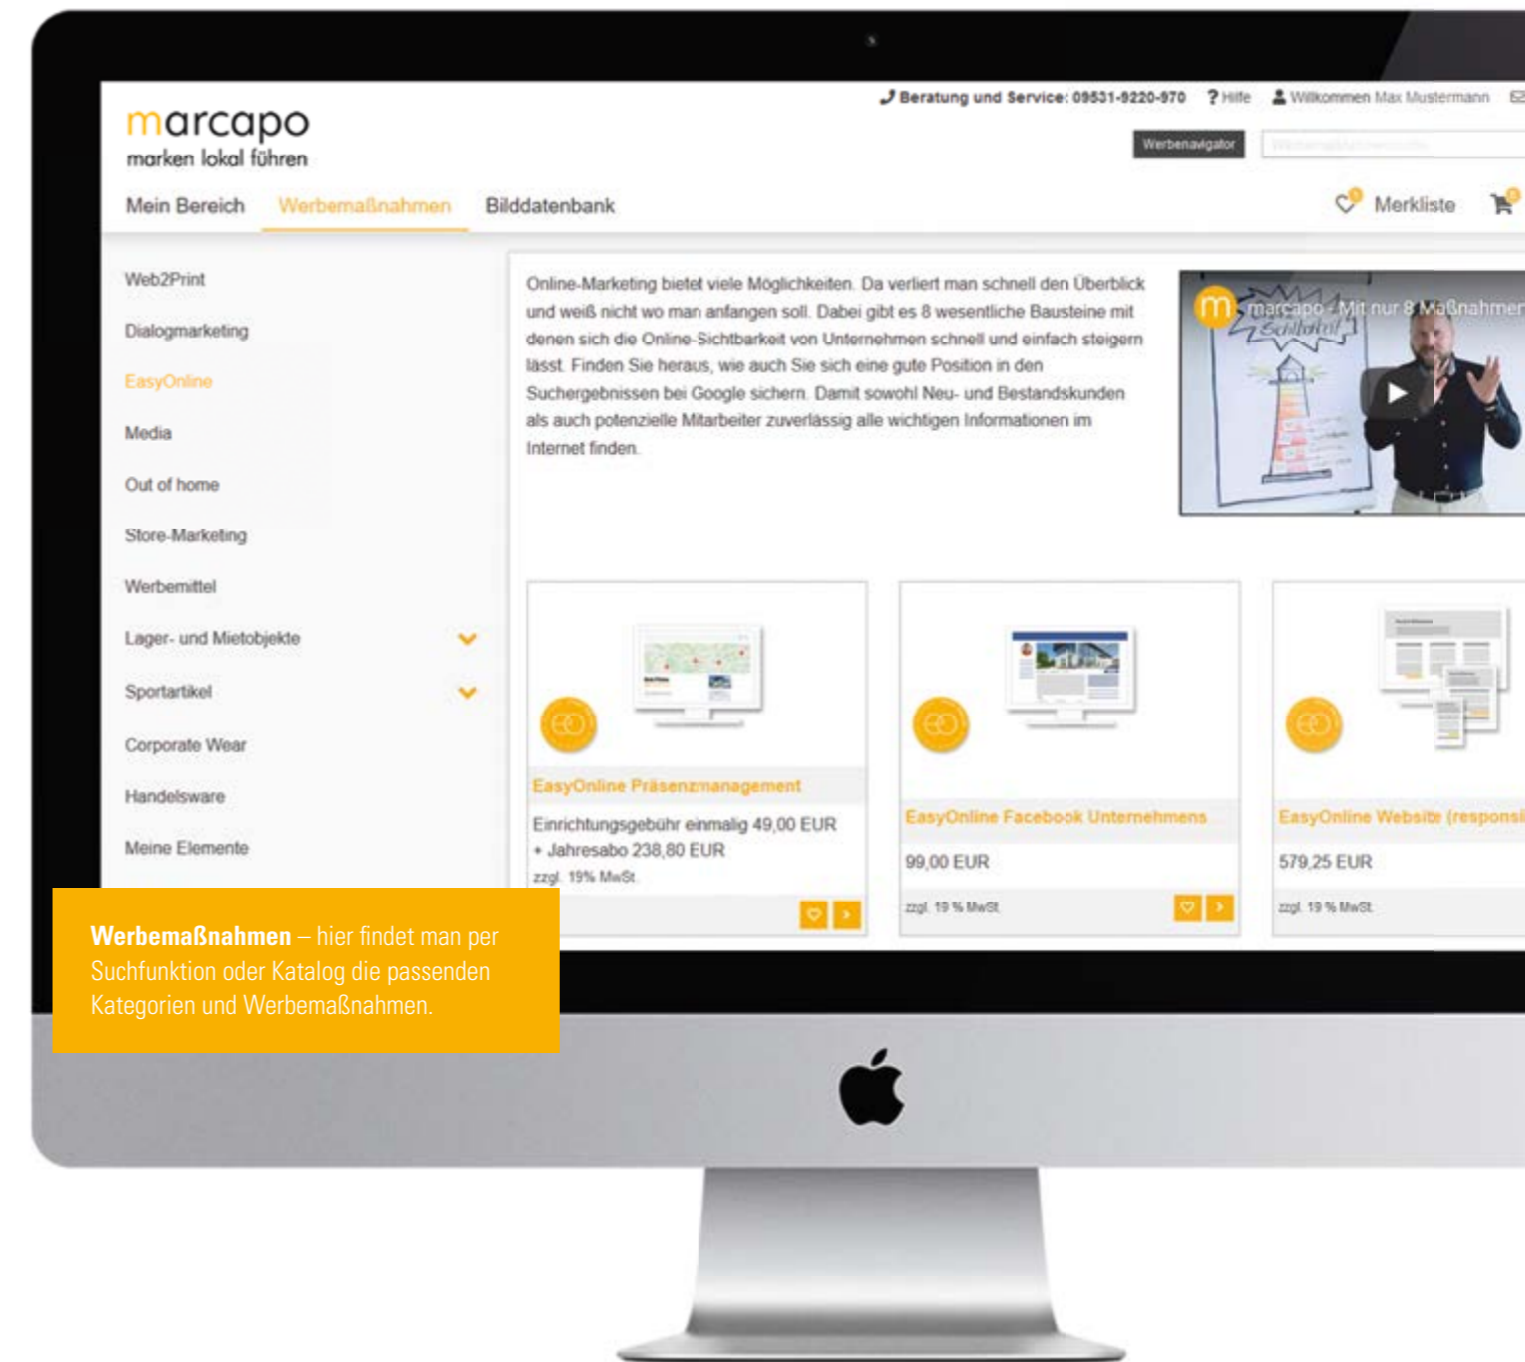 Beratung und Service: 09531-9220-970 ? Hilfe Willkommen Max Mustermann
marcapo
marken lokal führen
Werbenavigator
Mein Bereich Werbemaßnahmen Bilddatenbank Merkliste
Web2Print
Dialogmarketing
EasyOnline
Media
Out of home
Store-Marketing
Werbemittel
Lager- und Mietobjekte
Sportartikel
Corporate Wear
Handelsware
Meine Elemente
Online-Marketing bietet viele Möglichkeiten. Da verliert man schnell den Überblick
und weiß nicht wo man anfangen soll. Dabei gibt es 8 wesentliche Bausteine mit
denen sich die Online-Sichtbarkeit von Unternehmen schnell und einfach steigern
lässt. Finden Sie heraus, wie auch Sie sich eine gute Position in den
Suchergebnissen bei Google sichern. Damit sowohl Neu- und Bestandskunden
als auch potenzielle Mitarbeiter zuverlässig alle wichtigen Informationen im
Internet finden.
m marcapo - Mit nur 8 Maßnahmen
EasyOnline Präsenzmanagement
Einrichtungsgebühr einmalig 49,00 EUR
+ Jahresabo 238,80 EUR
zzgl. 19% MwSt.
EasyOnline Facebook Unternehmens
99,00 EUR
zzgl. 19 % MwSt.
EasyOnline Website (responsi
579,25 EUR
zzgl. 19 % MwSt.
Werbemaßnahmen – hier findet man per
Suchfunktion oder Katalog die passenden
Kategorien und Werbemaßnahmen.